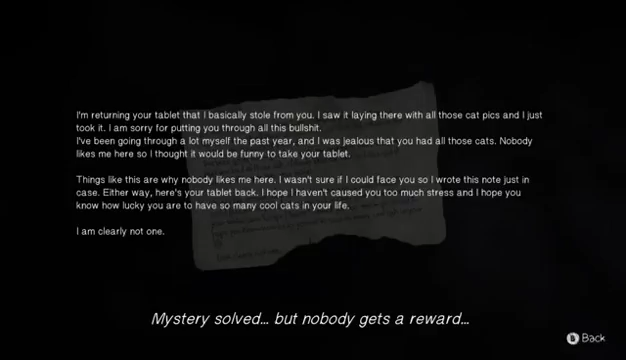 I'm returning your tablet that I basically stole from you. I saw it laying there with all those cat pics and I just
took it. I am sorry for putting you through all this bullshit.
I've been going through a lot myself the past year, and I was jealous that you had all those cats. Nobody
likes me here so I thought it would be funny to take your tablet.
Things like this are why nobody likes me here. I wasn't sure if I could face you so I wrote this note just in
case. Either way, here's your tablet back. I hope I haven't caused you too much stress and I hope you
know how lucky you are to have so many cool cats in your life.
I am clearly not one.
Mystery solved... but nobody gets a reward...
Back